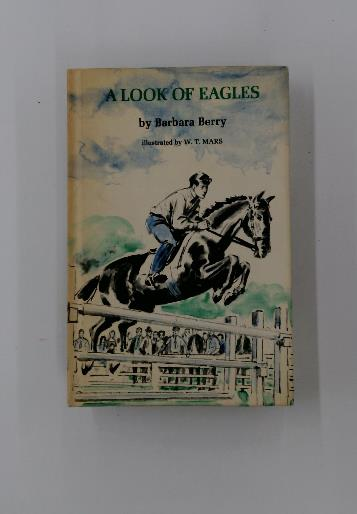 A LOOK OF EAGLES
by Barbara Berry
illustrated by W. T. MARS